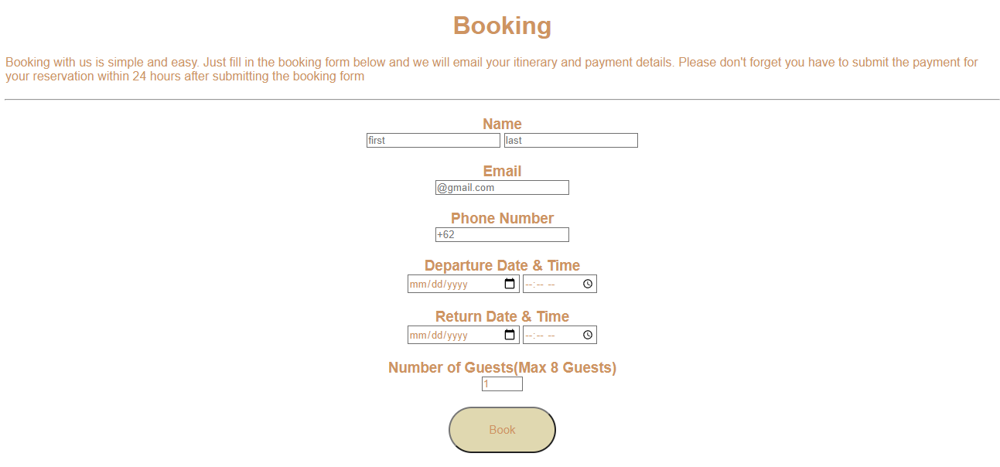 Booking
Booking with us is simple and easy. Just fill in the booking form below and we will email your itinerary and payment details. Please don't forget you have to submit the payment for
your reservation within 24 hours after submitting the booking form
Name
first last
Email
@gmail.com
Phone Number
+62
Departure Date & Time
mm/dd/yyyy --:-- --
Return Date & Time
mm/dd/yyyy --:-- --
Number of Guests(Max 8 Guests)
1
Book